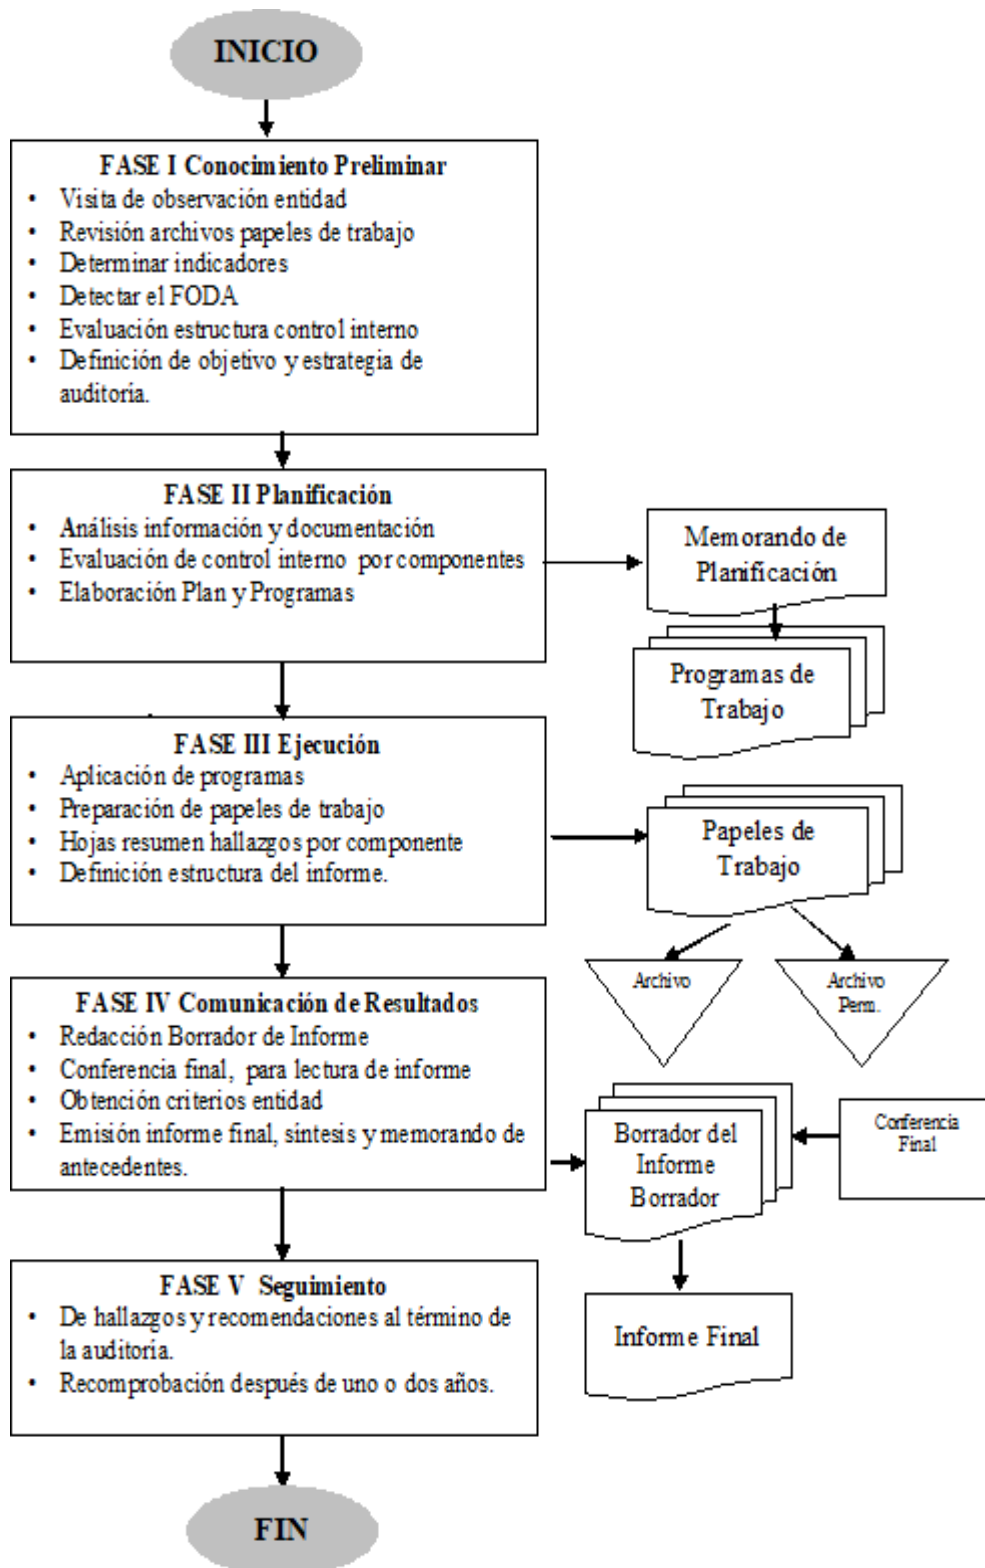 INICIO
FASE I Conocimiento Preliminar
• Visita de observación entidad
• Revisión archivos papeles de trabajo
• Determinar indicadores
• Detectar el FODA
• Evaluación estructura control interno
• Definición de objetivo y estrategia de
auditoría.
FASE II Planificación
• Análisis información y documentación
• Evaluación de control interno por componentes
• Elaboración Plan y Programas
Memorando de
Planificación
Programas de
Trabajo
FASE III Ejecución
• Aplicación de programas
• Preparación de papeles de trabajo
• Hojas resumen hallazgos por componente
• Definición estructura del informe.
Papeles de
Trabajo
Archivo
Archivo
Perm.
FASE IV Comunicación de Resultados
• Redacción Borrador de Informe
• Conferencia final, para lectura de informe
• Obtención criterios entidad
• Emisión informe final, síntesis y memorando de
antecedentes.
Borrador del
Informe
Borrador
Conferencia
Final
FASE V Seguimiento
• De hallazgos y recomendaciones al término de
la auditoría.
• Recomprobación después de uno o dos años.
Informe Final
FIN